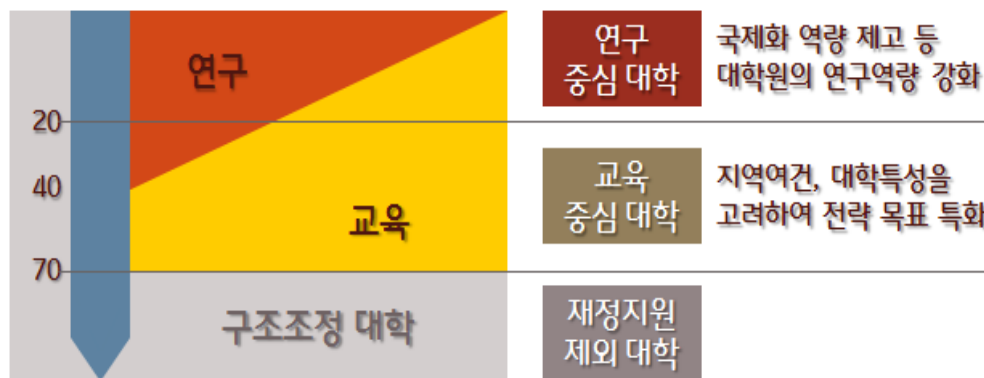 연구
20
40
교육
70
구조조정 대학
연구
중심 대학
국제화 역량 제고 등
대학원의 연구역량 강화
교육
중심 대학
지역여건, 대학특성을
고려하여 전략 목표 특화
재정지원
제외 대학